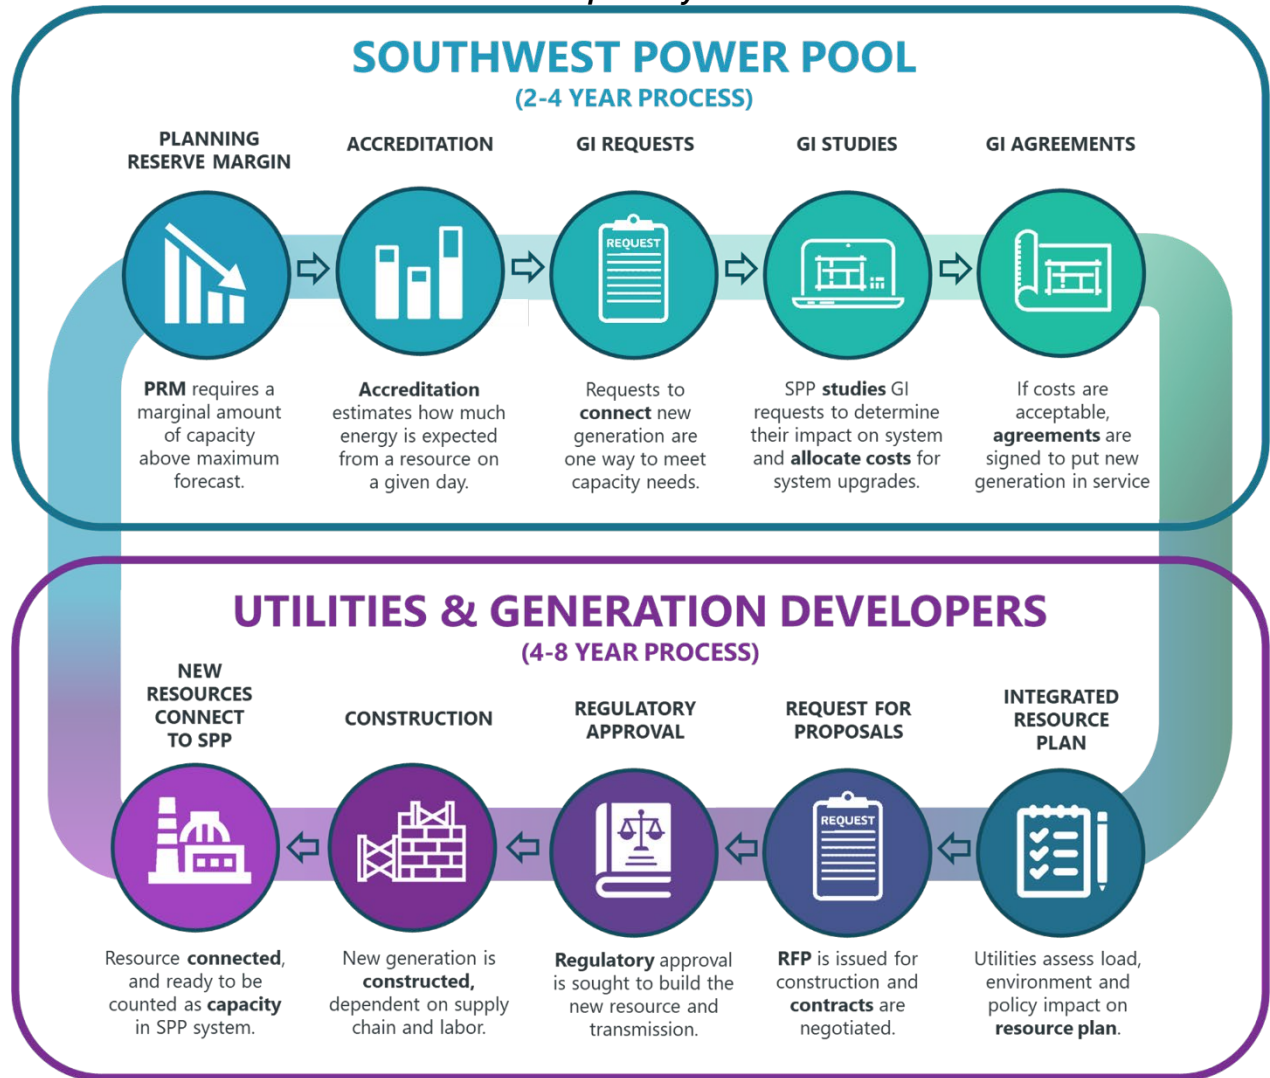 SOUTHWEST POWER POOL
(2-4 YEAR PROCESS)
PLANNING
RESERVE MARGIN
ACCREDITATION
GI REQUESTS
GI STUDIES
GI AGREEMENTS
REQUEST
PRM requires a
marginal amount
of capacity
above maximum
forecast.
Accreditation
estimates how much
energy is expected
from a resource on
a given day.
Requests to
connect new
generation are
one way to meet
capacity needs.
SPP studies GI
requests to determine
their impact on system
and allocate costs for
system upgrades.
If costs are
acceptable,
agreements are
signed to put new
generation in service
UTILITIES & GENERATION DEVELOPERS
(4-8 YEAR PROCESS)
NEW
RESOURCES
CONNECT
TO SPP
CONSTRUCTION
REGULATORY
APPROVAL
REQUEST FOR
PROPOSALS
INTEGRATED
RESOURCE
PLAN
REQUEST
Resource connected,
and ready to be
counted as capacity
in SPP system.
New generation is
constructed,
dependent on supply
chain and labor.
Regulatory approval
is sought to build the
new resource and
transmission.
RFP is issued for
construction and
contracts are
negotiated.
Utilities assess load,
environment and
policy impact on
resource plan.